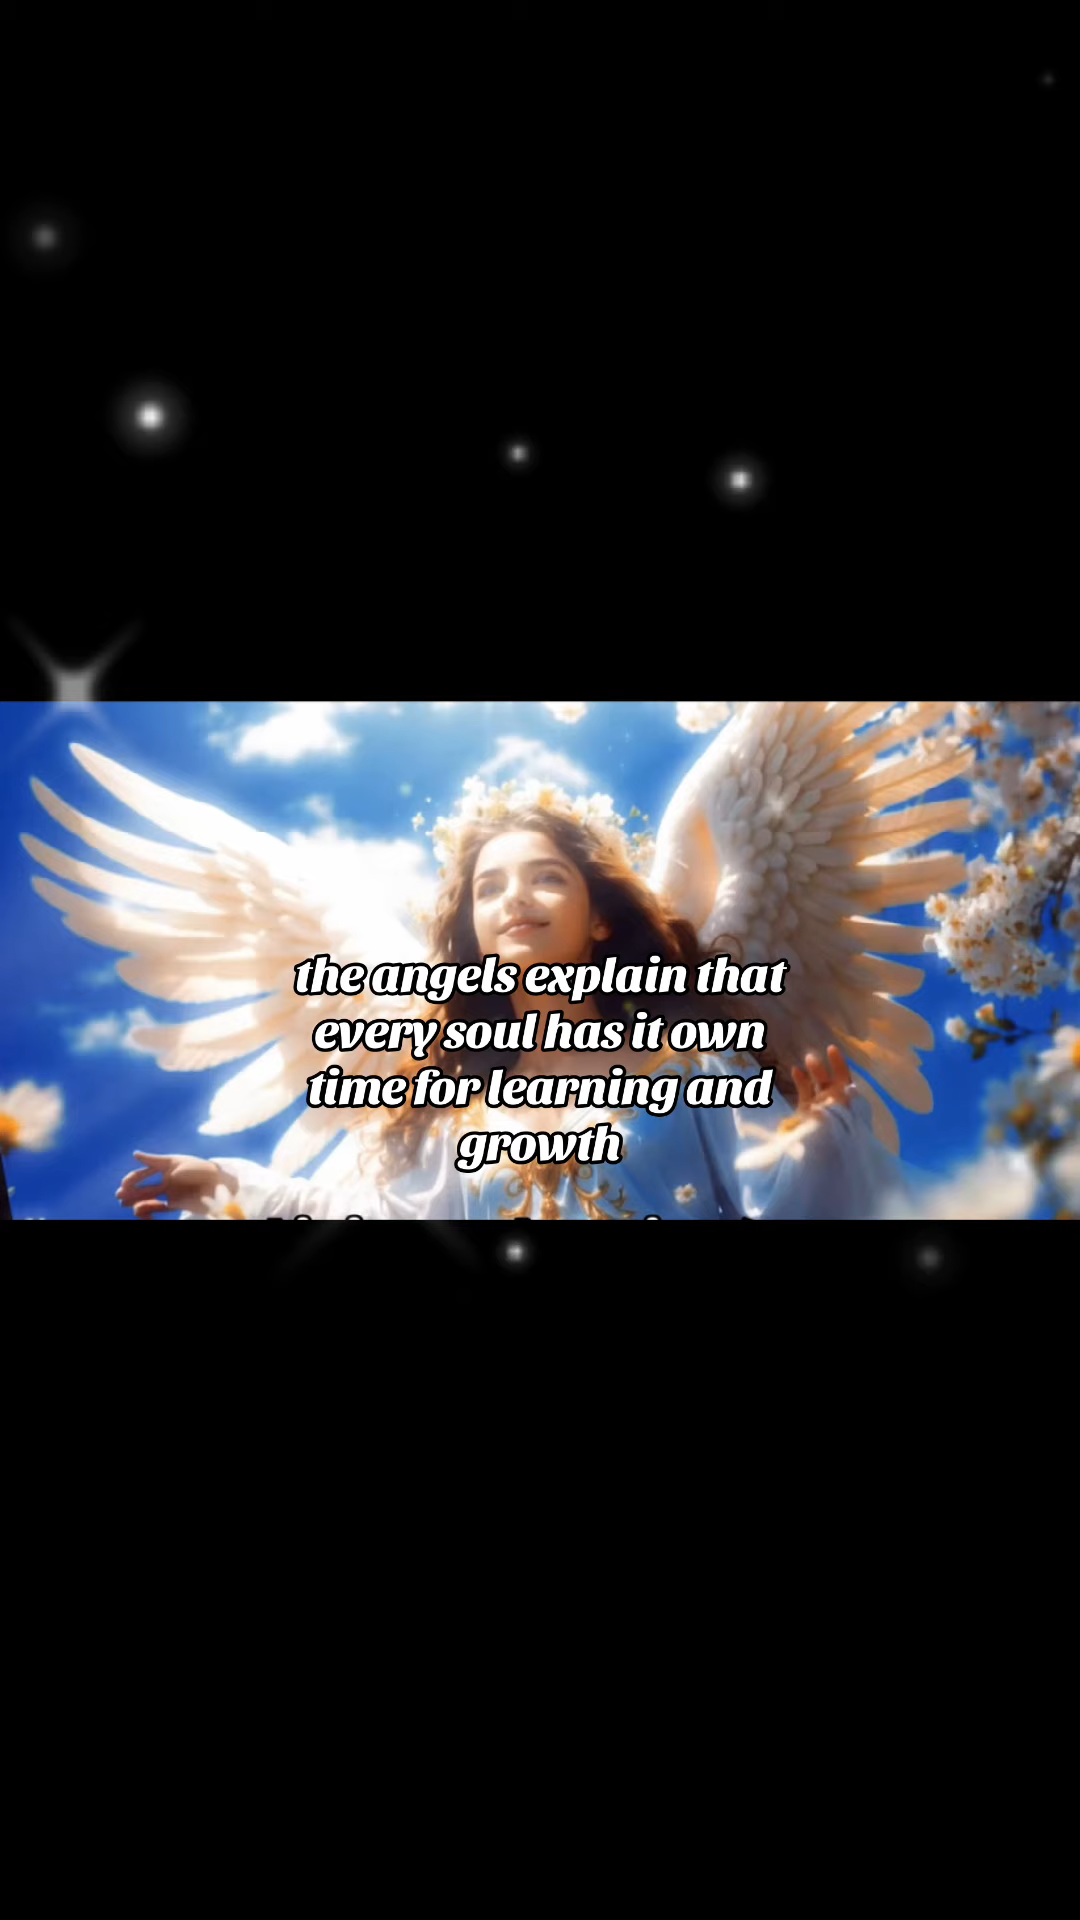 the angels explain that
every soul has it own
time for learning and
growth